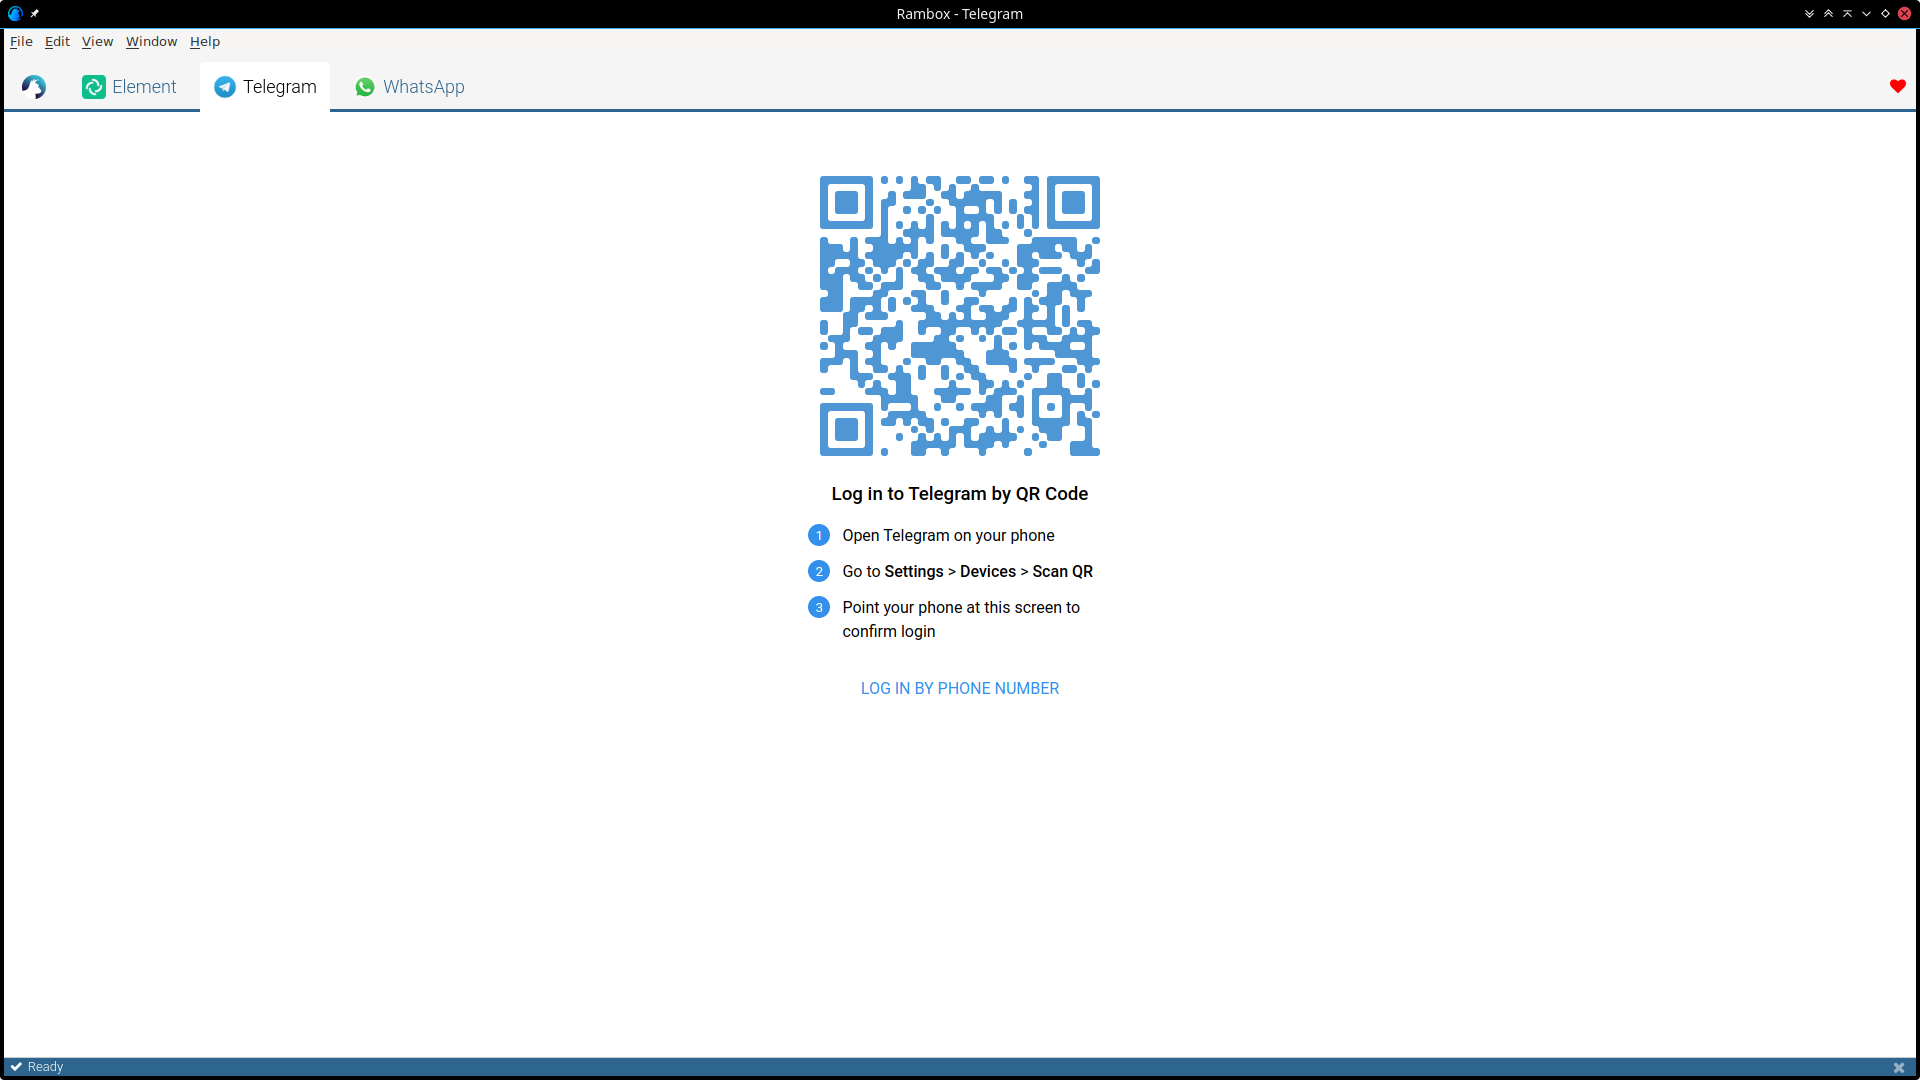 Rambox - Telegram
File Edit View Window Help
Element Telegram WhatsApp
Log in to Telegram by QR Code
1 Open Telegram on your phone
2 Go to Settings > Devices > Scan QR
3 Point your phone at this screen to
confirm login
LOG IN BY PHONE NUMBER
Ready